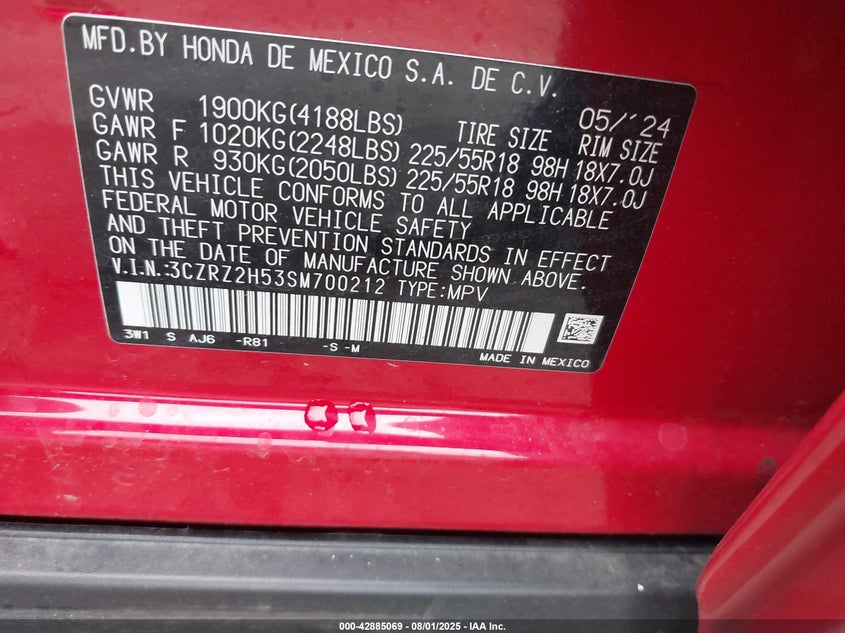 MFD.BY HONDA DE MEXICO S.A. DE C.V.
05/'24
GVWR 1900KG(4188LBS) TIRE SIZE RIM SIZE
GAWR F 1020KG(2248LBS) 225/55R18 98H 18X7.0J
GAWR R 930KG(2050LBS) 225/55R18 98H 18X7.0J
THIS VEHICLE CONFORMS TO ALL APPLICABLE
FEDERAL MOTOR VEHICLE SAFETY
AND THEFT PREVENTION STANDARDS IN EFFECT
ON THE DATE OF MANUFACTURE SHOWN ABOVE.
V.I.N.:3CZRZ2H53SM700212 TYPE:MPV
3W1 S AJ6 -R81 -S -M
MADE IN MEXICO
000-42885069 - 08/01/2025 - IAA Inc.